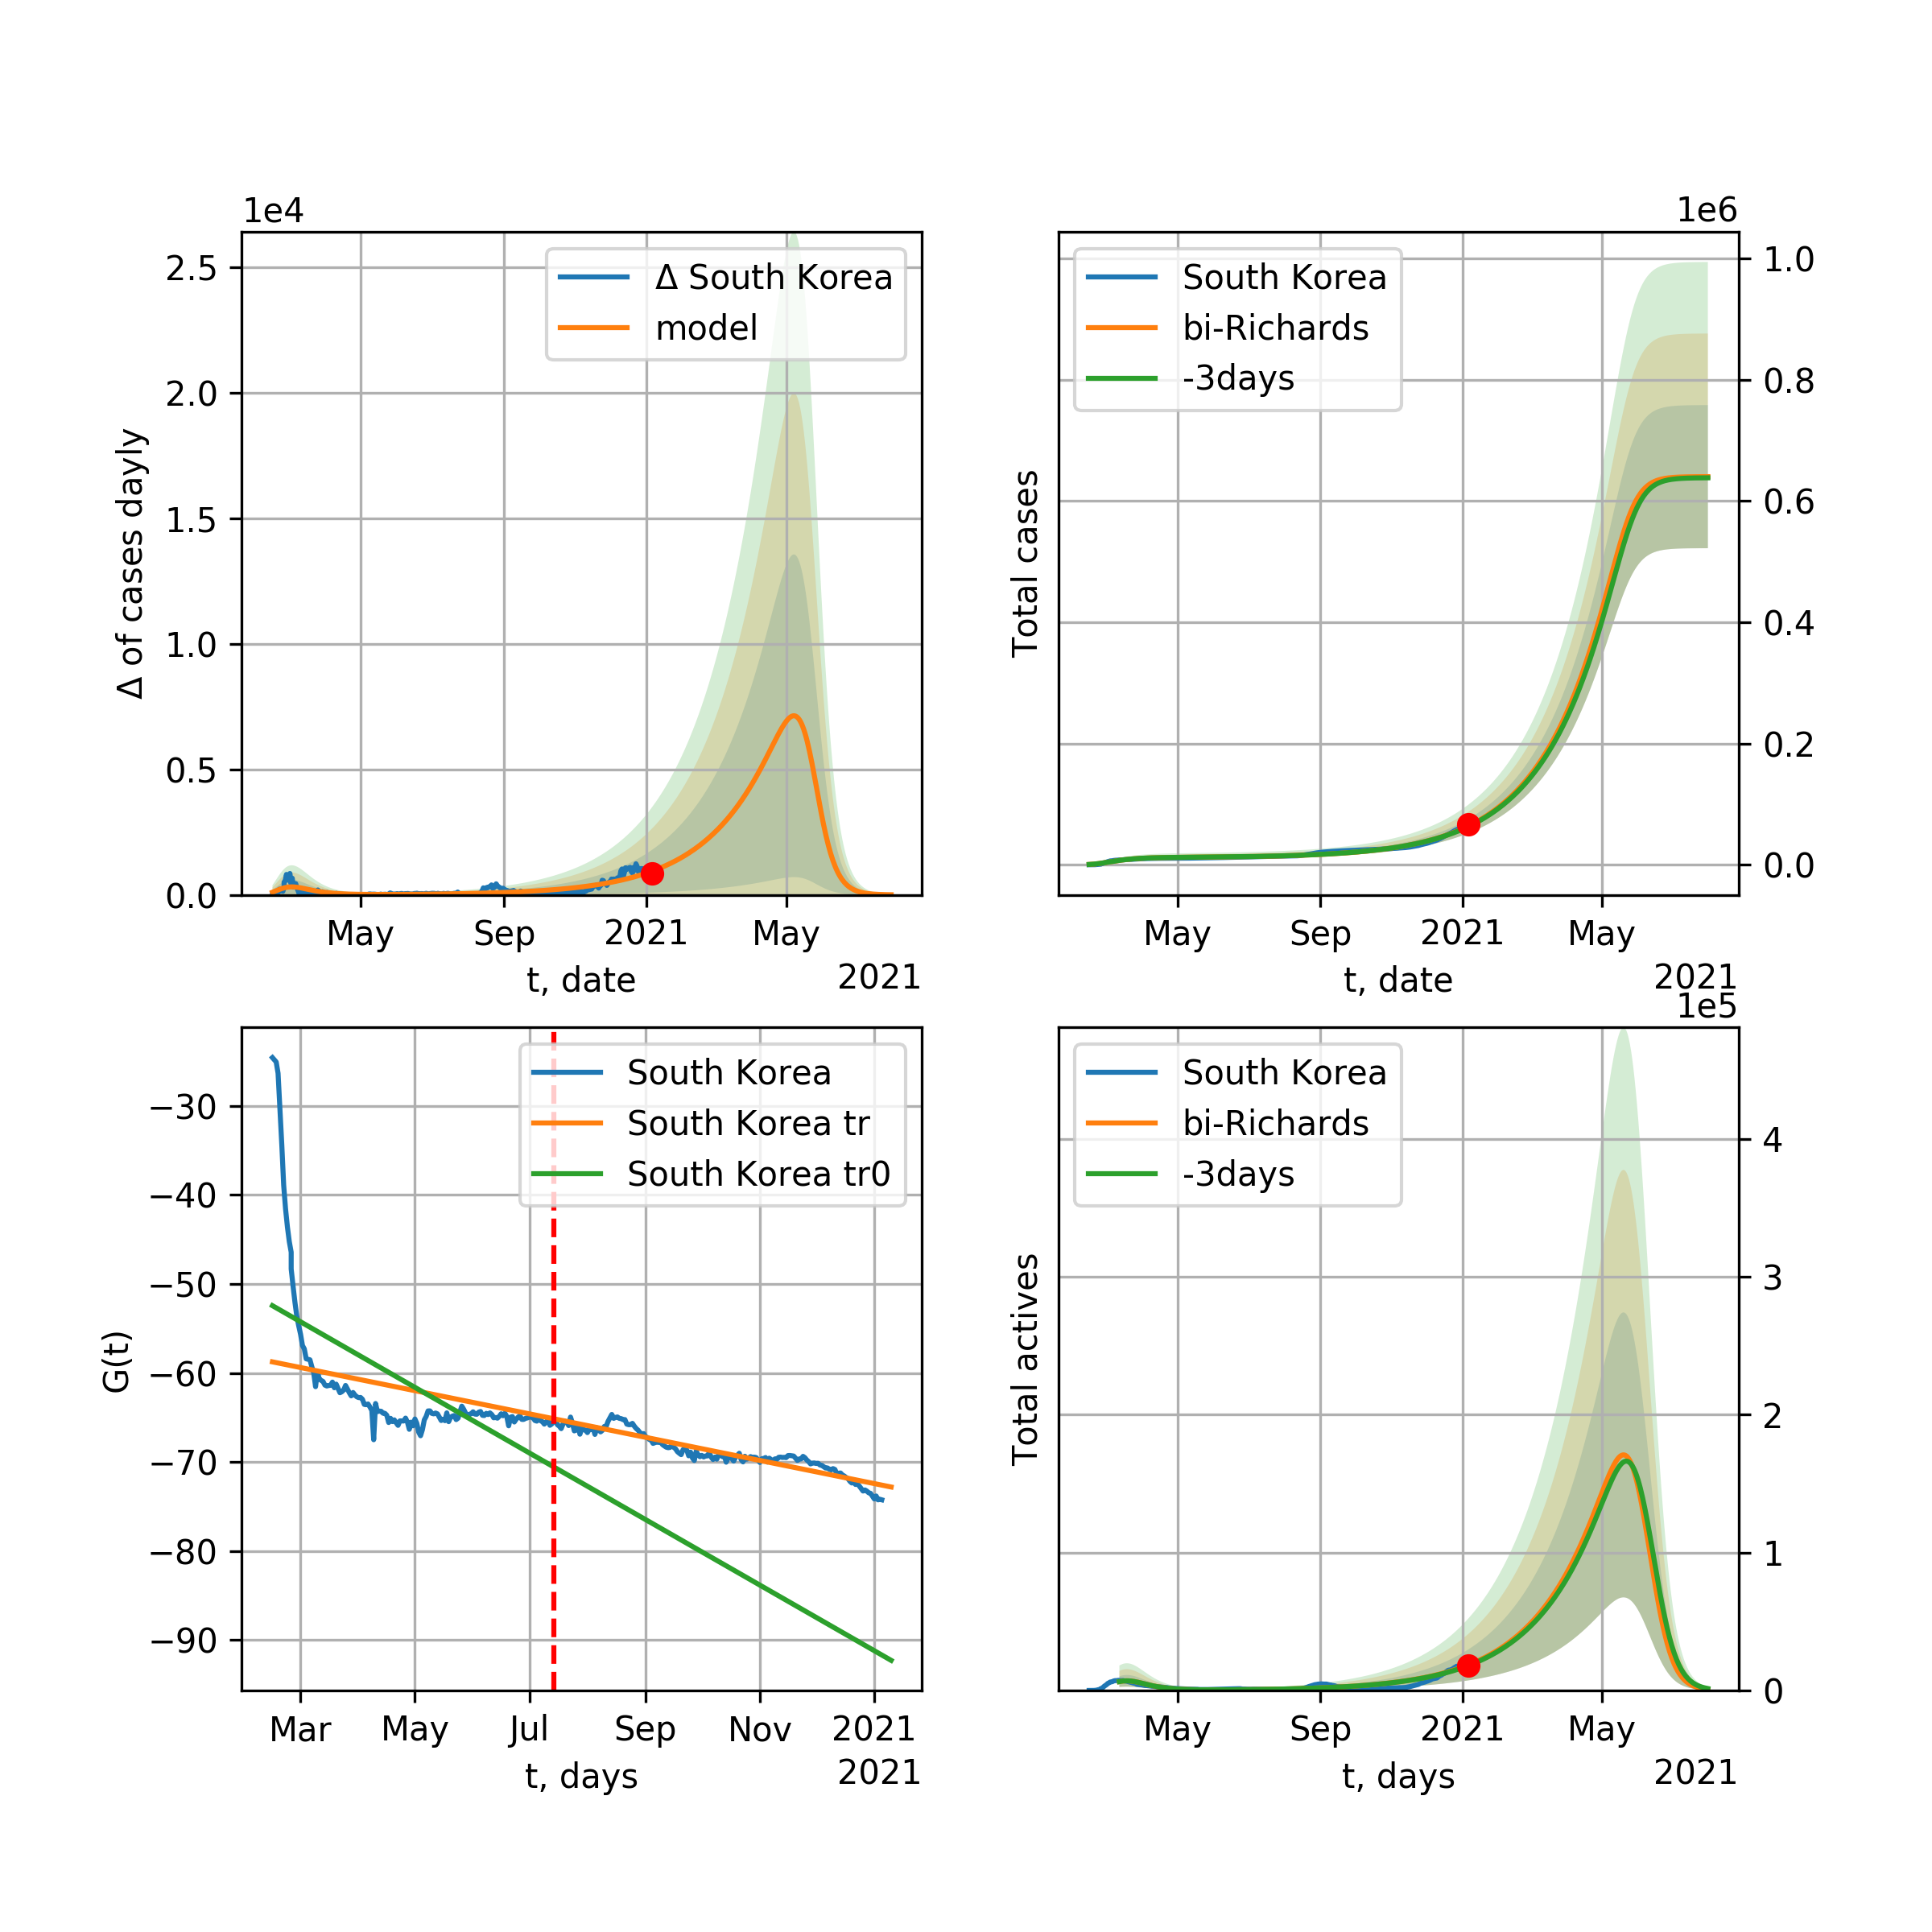 1e4
2.5
2.0
1.5
1.0
0.5
0.0
Δ of cases dayly
Δ South Korea
model
May Sep 2021 May
t, date
2021
1e6
1.0
0.8
0.6
0.4
0.2
0.0
Total cases
South Korea
bi-Richards
-3days
May Sep 2021 May
t, date
2021
−30
−40
−50
−60
−70
−80
−90
G(t)
South Korea
South Korea tr
South Korea tr0
Mar May Jul Sep Nov 2021
t, days
2021
1e5
4
3
2
1
0
Total actives
South Korea
bi-Richards
-3days
May Sep 2021 May
t, days
2021